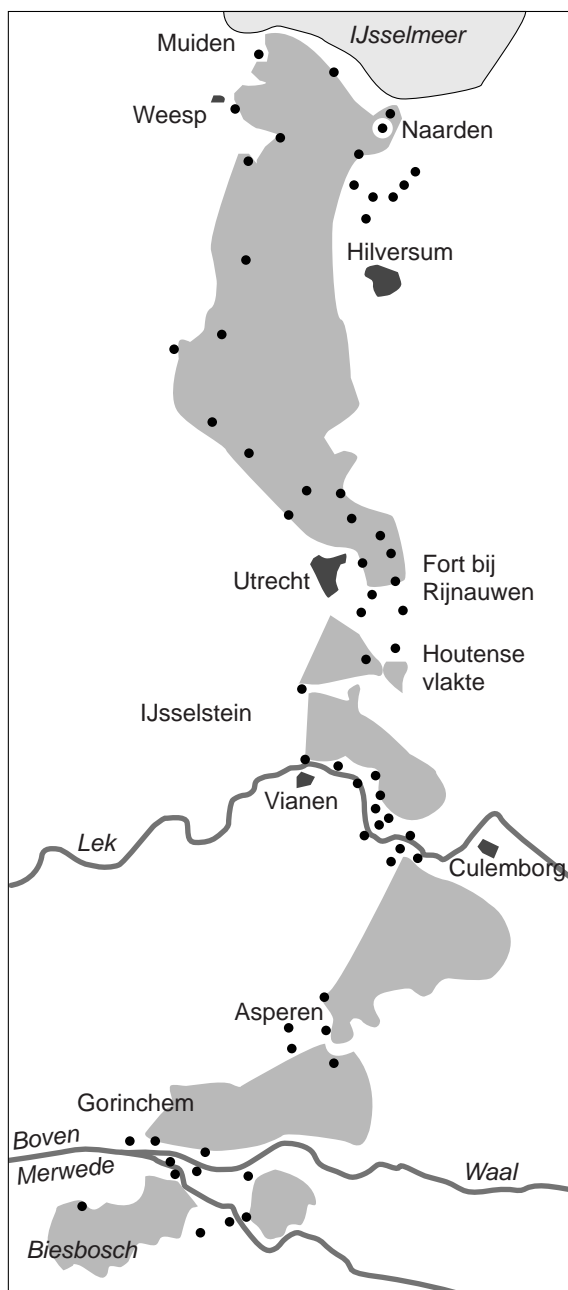 IJsselmeer
Muiden
Weesp
Naarden
Hilversum
Utrecht
Fort bij
Rijnauwen
Houtense
vlakte
IJsselstein
Vianen
Lek
Culemborg
Asperen
Gorinchem
Boven
Merwede
Waal
Biesbosch